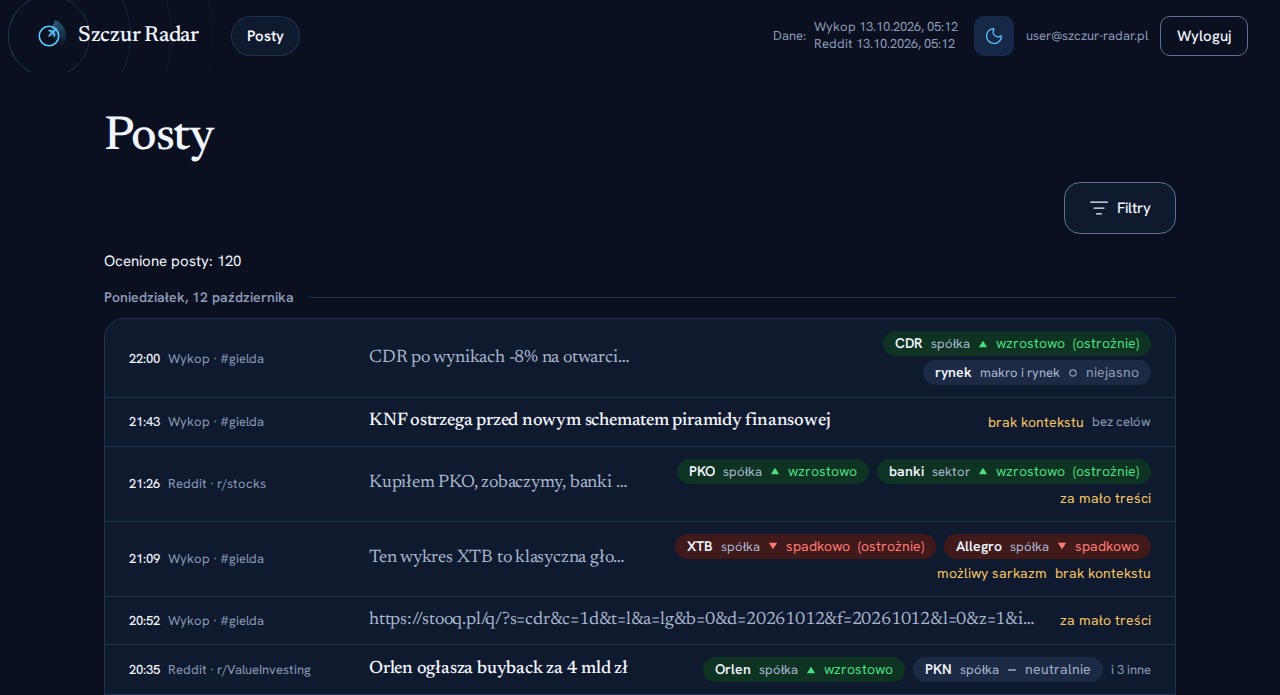 Szczur Radar
Posty
Dane:
Wykop 13.10.2026, 05:12
Reddit 13.10.2026, 05:12
user@szczur-radar.pl
Wyloguj
Posty
Filtry
Ocenione posty: 120
Poniedziałek, 12 października
22:00 Wykop · #gielda
CDR po wynikach -8% na otwarci...
CDR spółka ▲ wzrostowo (ostrożnie)
rynek makro i rynek ○ niejasno
21:43 Wykop · #gielda
KNF ostrzega przed nowym schematem piramidy finansowej
brak kontekstu bez celów
21:26 Reddit · r/stocks
Kupiłem PKO, zobaczymy, banki ...
PKO spółka ▲ wzrostowo
banki sektor ▲ wzrostowo (ostrożnie)
za mało treści
21:09 Wykop · #gielda
Ten wykres XTB to klasyczna gło...
XTB spółka ▼ spadkowo (ostrożnie)
Allegro spółka ▼ spadkowo
możliwy sarkazm brak kontekstu
20:52 Wykop · #gielda
https://stooq.pl/q/?s=cdr&c=1d&t=l&a=lg&b=0&d=20261012&f=20261012&l=0&z=1&i...
za mało treści
20:35 Reddit · r/ValueInvesting
Orlen ogłasza buyback za 4 mld zł
Orlen spółka ▲ wzrostowo
PKN spółka — neutralnie
i 3 inne